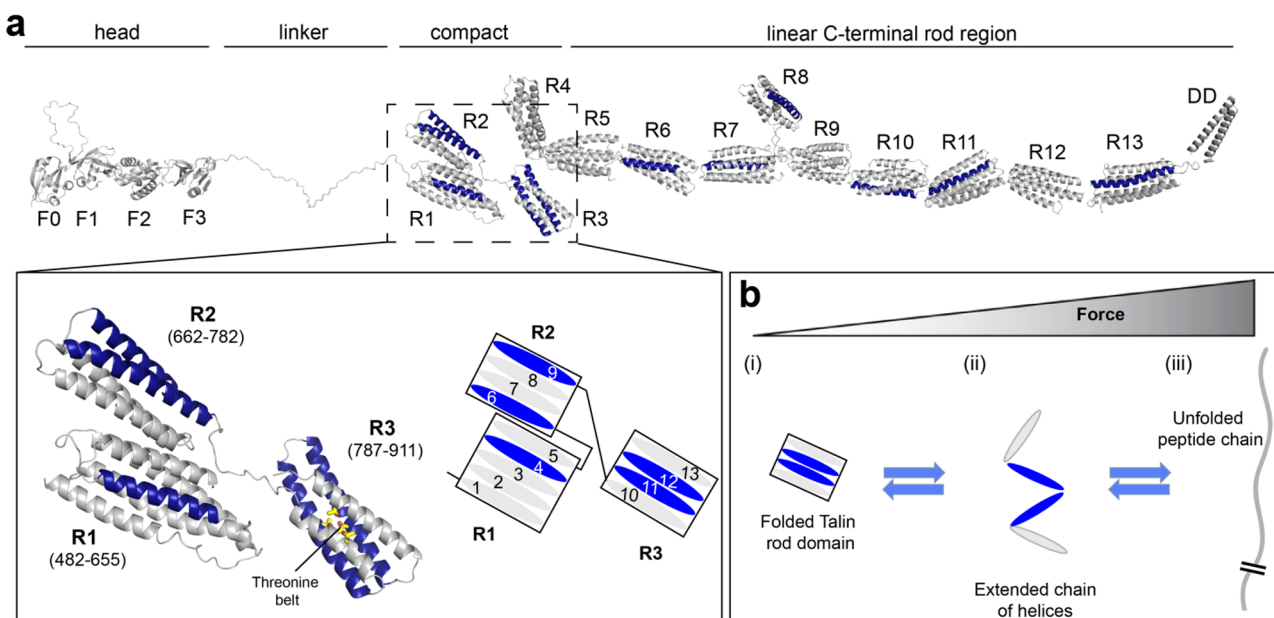 a
head
linker
compact
linear C-terminal rod region
F0
F1
F2
F3
R1
R2
R3
R4
R5
R6
R7
R8
R9
R10
R11
R12
R13
DD
R2
(662-782)
R1
(482-655)
R3
(787-911)
Threonine
belt
R2
9
8
7
6
5
4
3
2
1
R1
13
12
11
10
R3
b
Force
(i)
(ii)
(iii)
Folded Talin
rod domain
Extended chain
of helices
Unfolded
peptide chain